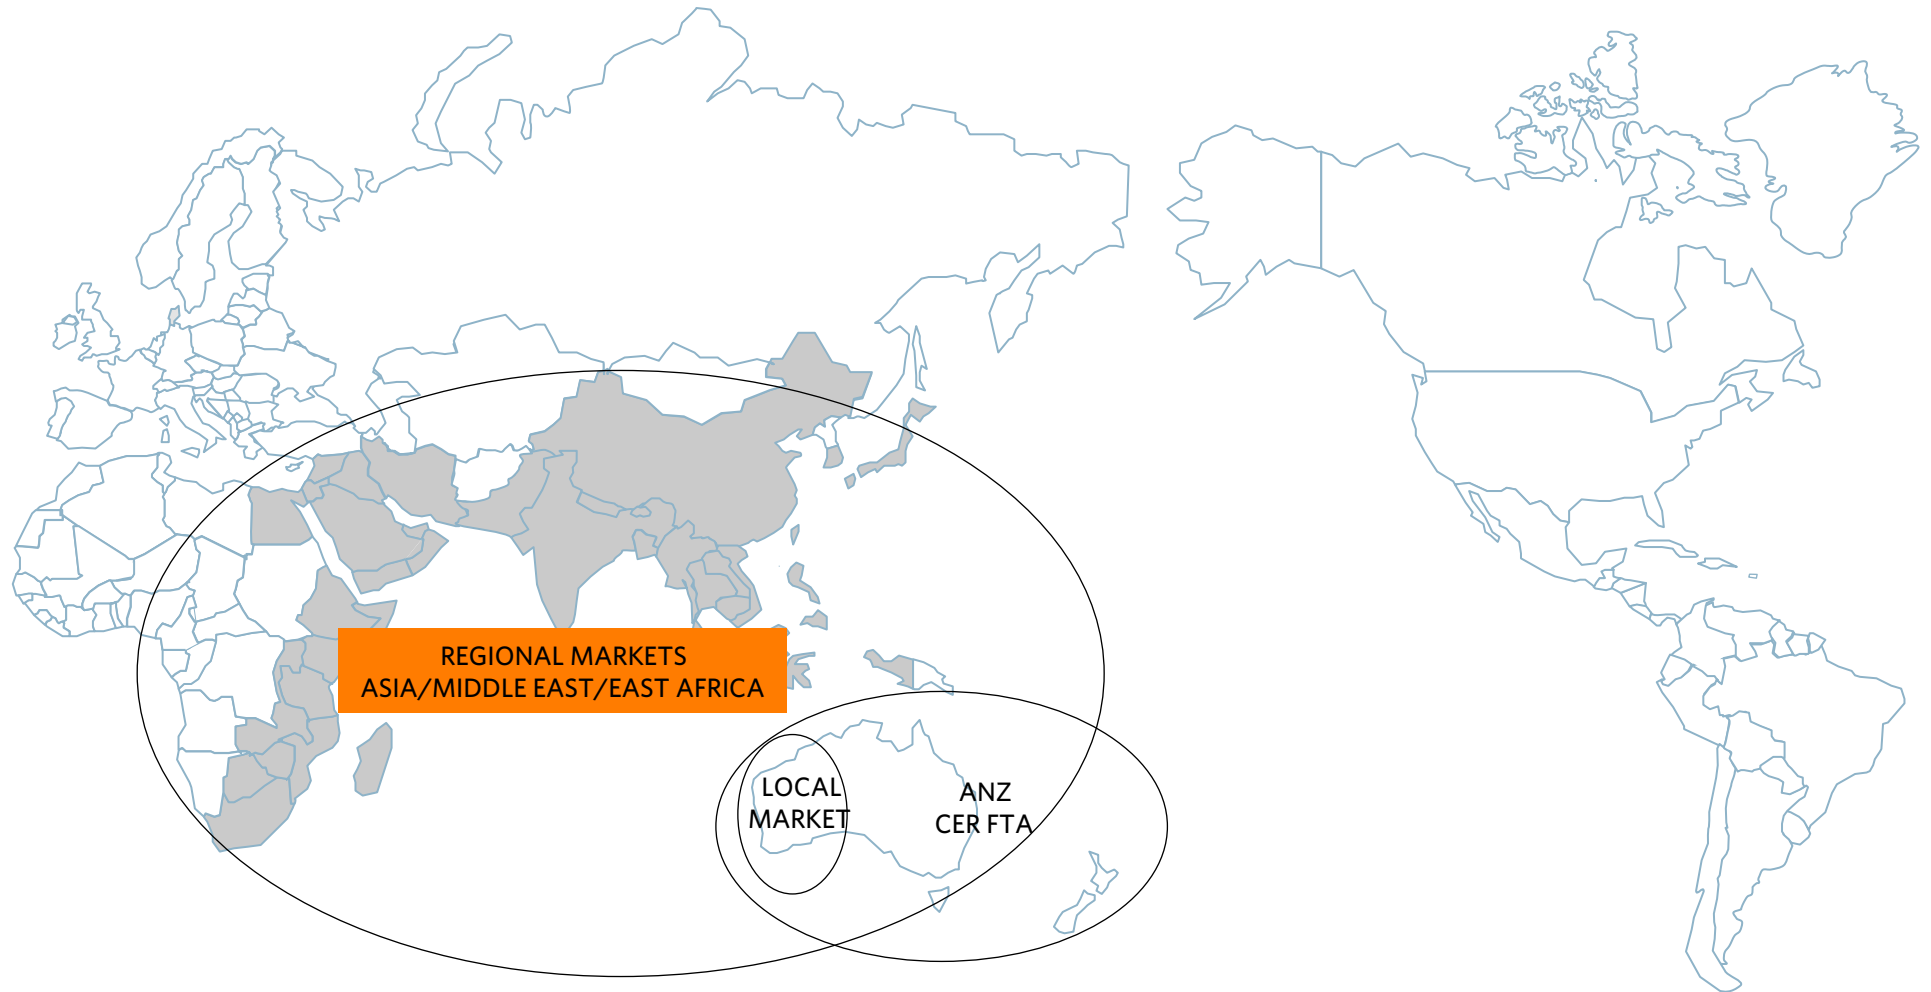 REGIONAL MARKETS
ASIA/MIDDLE EAST/EAST AFRICA
LOCAL
MARKET
ANZ
CER FTA